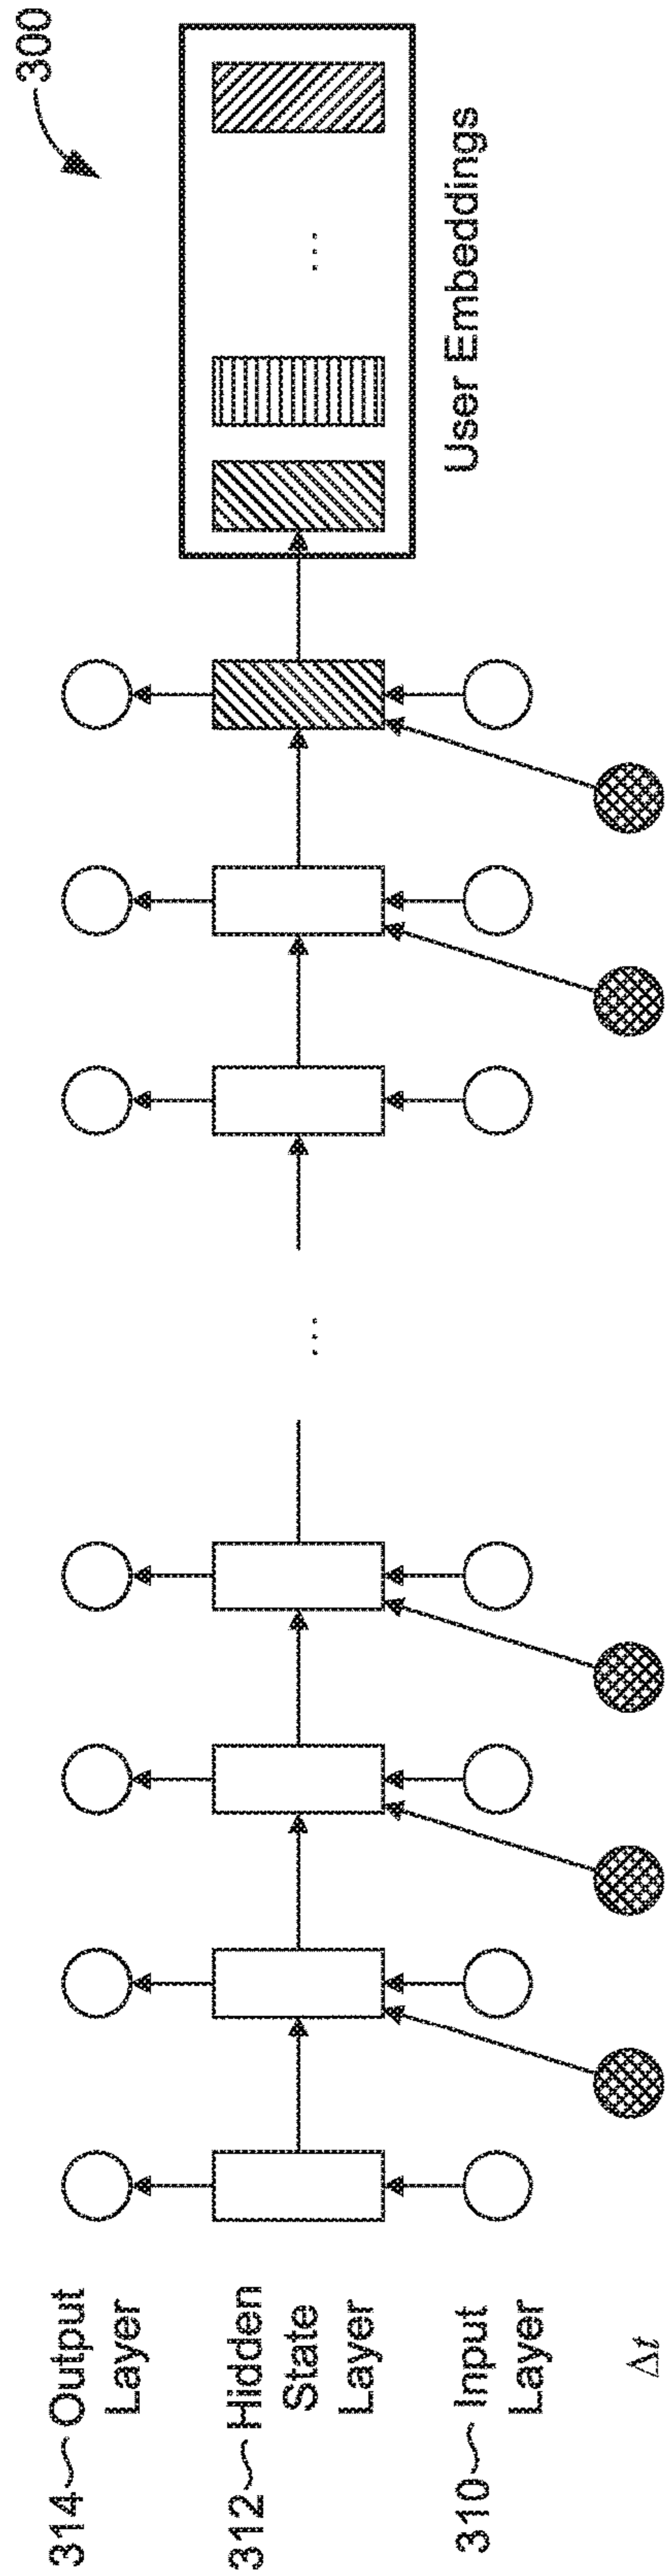 300
314 Output
Layer
312 Hidden
State
Layer
310 Input
Layer
Δt
...
...
User Embeddings